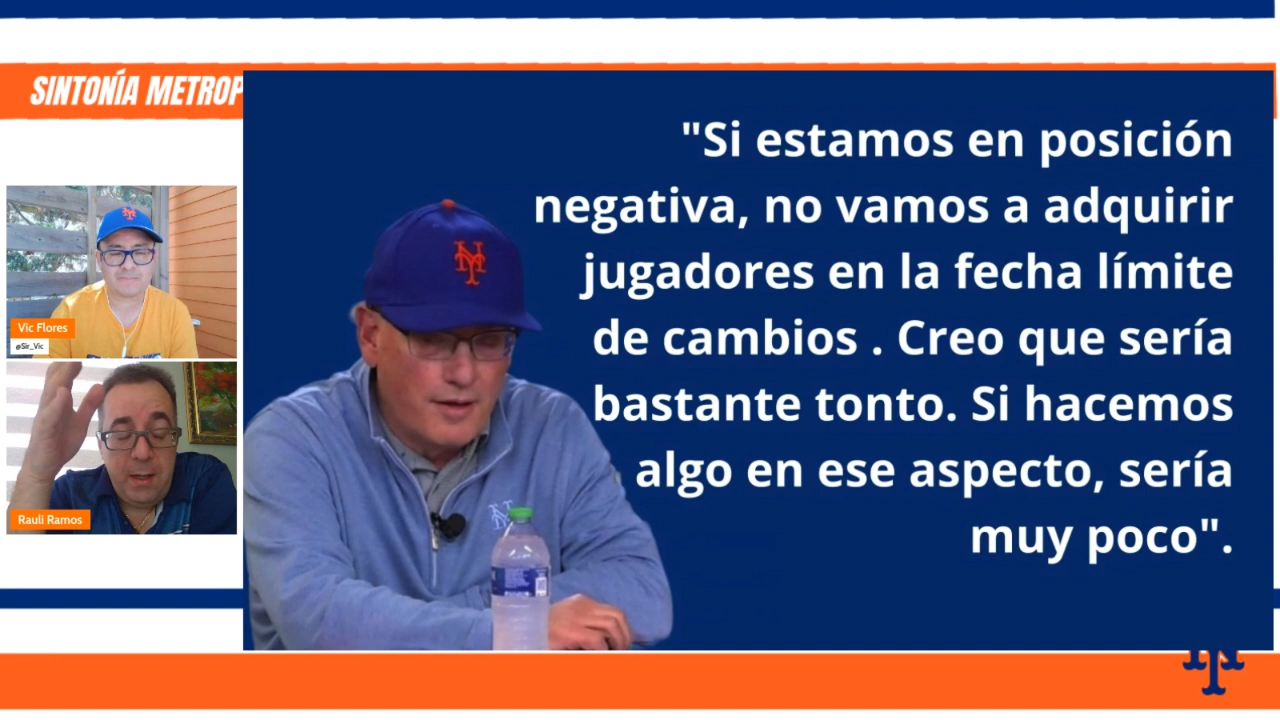 SINTONÍA METROP
"Si estamos en posición
negativa, no vamos a adquirir
jugadores en la fecha límite
de cambios . Creo que sería
bastante tonto. Si hacemos
algo en ese aspecto, sería
muy poco".
Vic Flores
@Sir_Vic
Rauli Ramos